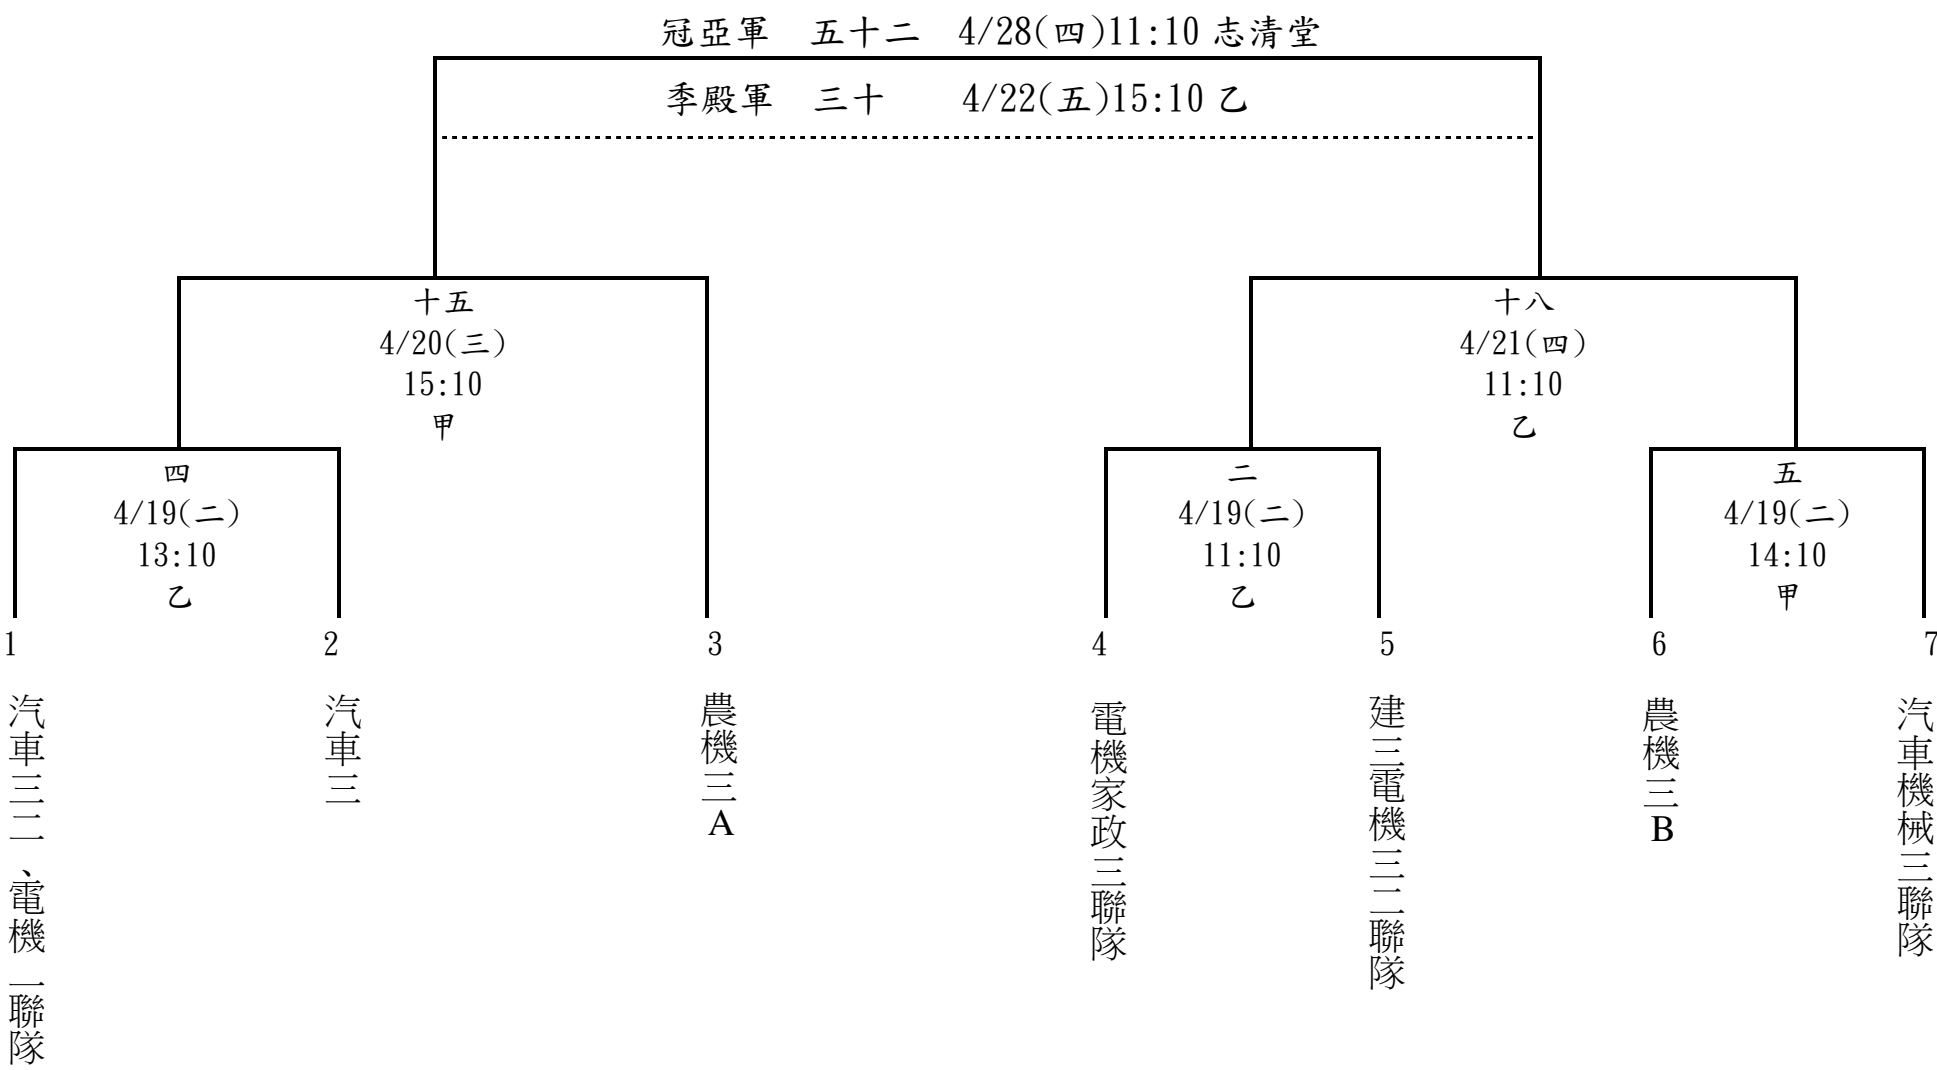 冠亞軍　五十二　4/28(四)11:10 志清堂
季殿軍　三十　　4/22(五)15:10 乙
十五
4/20(三)
15:10
甲
十八
4/21(四)
11:10
乙
四
4/19(二)
13:10
乙
二
4/19(二)
11:10
乙
五
4/19(二)
14:10
甲
1
2
3
4
5
6
7
汽車三二、電機一聯隊
汽車三
農機三A
電機家政三聯隊
建三電機三二聯隊
農機三B
汽車機械三聯隊